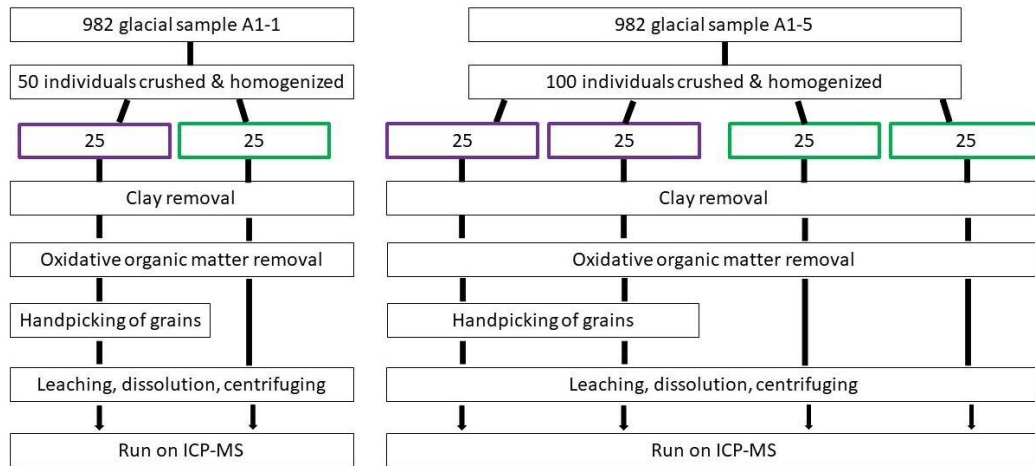 982 glacial sample A1-1
50 individuals crushed & homogenized
25
25
Clay removal
Oxidative organic matter removal
Handpicking of grains
Leaching, dissolution, centrifuging
Run on ICP-MS
982 glacial sample A1-5
100 individuals crushed & homogenized
25
25
25
25
Clay removal
Oxidative organic matter removal
Handpicking of grains
Leaching, dissolution, centrifuging
Run on ICP-MS